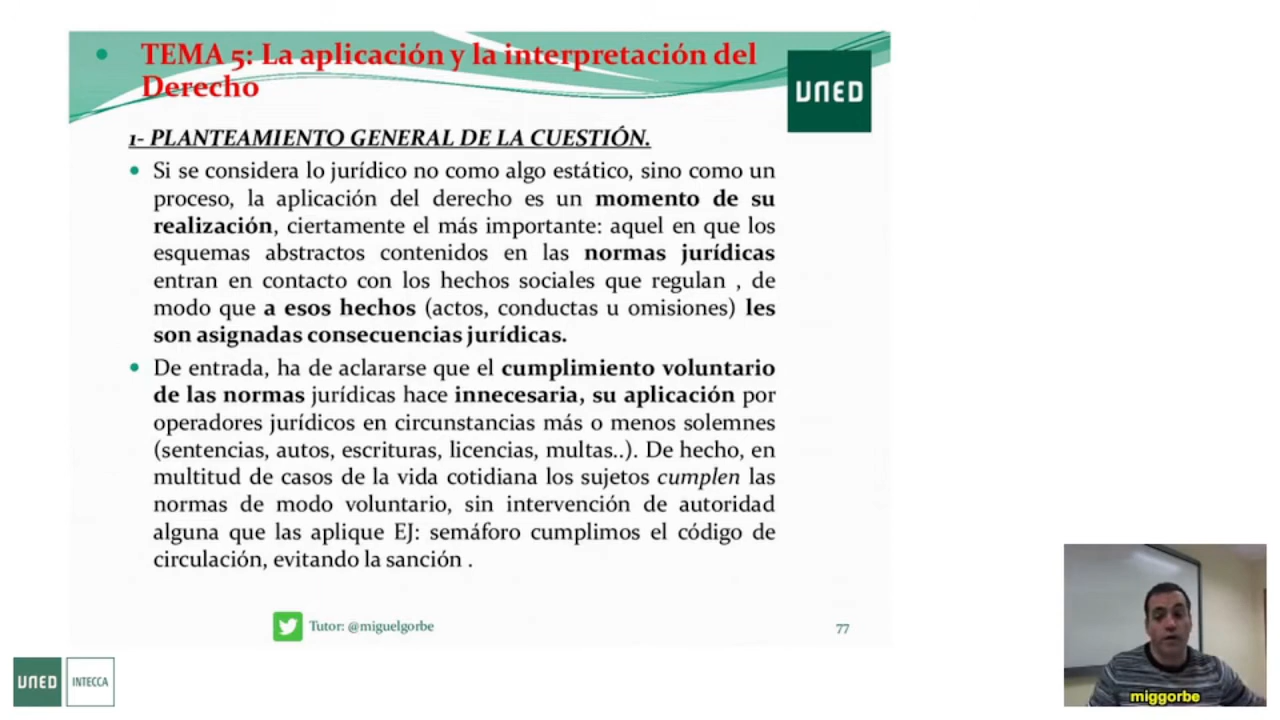 TEMA 5: La aplicación y la interpretación del
Derecho
UNED
1- PLANTEAMIENTO GENERAL DE LA CUESTIÓN.
Si se considera lo jurídico no como algo estático, sino como un
proceso, la aplicación del derecho es un momento de su
realización, ciertamente el más importante: aquel en que los
esquemas abstractos contenidos en las normas jurídicas
entran en contacto con los hechos sociales que regulan , de
modo que a esos hechos (actos, conductas u omisiones) les
son asignadas consecuencias jurídicas.
De entrada, ha de aclararse que el cumplimiento voluntario
de las normas jurídicas hace innecesaria, su aplicación por
operadores jurídicos en circunstancias más o menos solemnes
(sentencias, autos, escrituras, licencias, multas..). De hecho, en
multitud de casos de la vida cotidiana los sujetos cumplen las
normas de modo voluntario, sin intervención de autoridad
alguna que las aplique EJ: semáforo cumplimos el código de
circulación, evitando la sanción .
Tutor: @miguelgorbe
77
UNED INTECCA
miggorbe